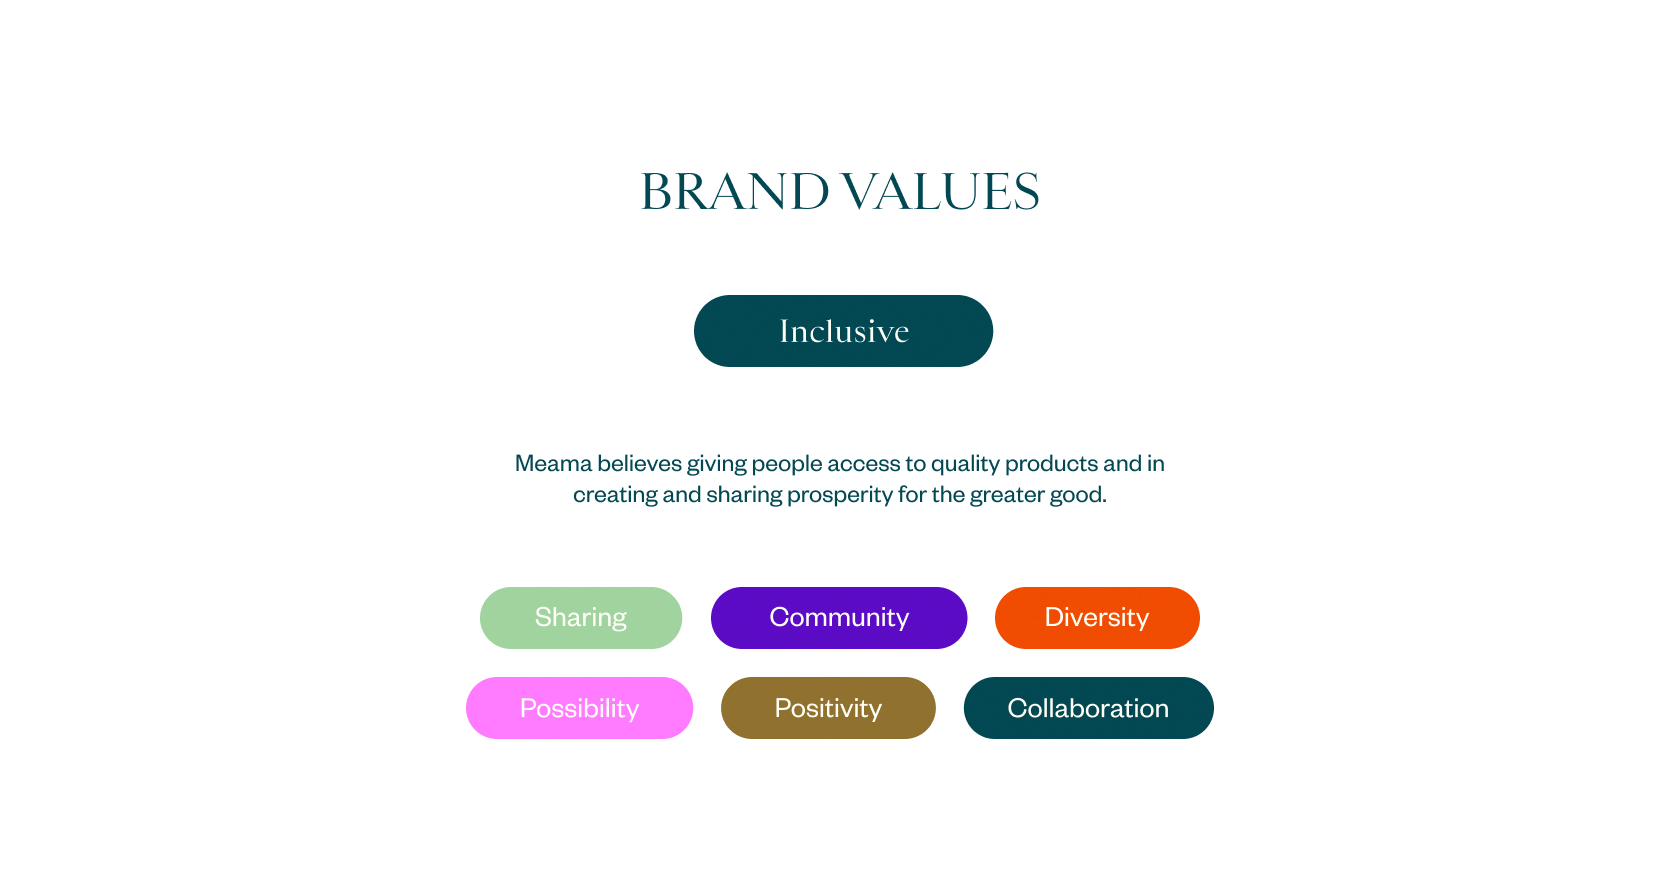 BRAND VALUES
Inclusive
Meama believes giving people access to quality products and in
creating and sharing prosperity for the greater good.
Sharing Community Diversity
Possibility Positivity Collaboration